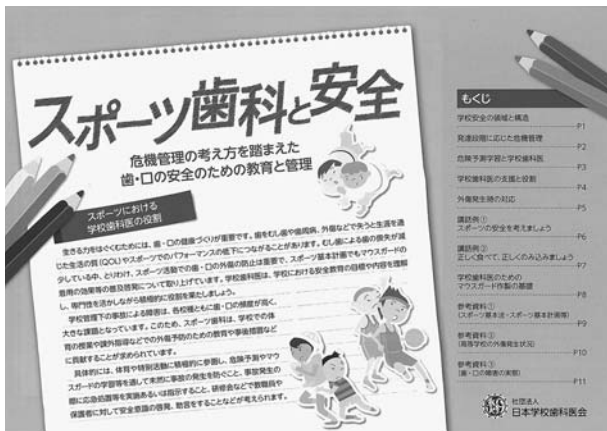 スポーツ歯科と安全
危機管理の考え方を踏まえた
歯・口の安全のための教育と管理
スポーツにおける
学校歯科医の役割
生きる力をはぐくむためには、歯・口の健康づくりが重要です。歯をむし歯や歯周病、外傷などで失うと生涯を通
じた生活の質（QOL）やスポーツでのパフォーマンスの低下につながることがあります。むし歯による歯の喪失が減
少している中、とりわけ、スポーツ活動での歯・口の外傷の防止は重要で、スポーツ基本計画でもマウスガードの
着用の効果等の普及啓発について取り上げています。学校歯科医は、学校における安全教育の目標や内容を理解
し、専門性を活かしながら積極的に役割を果たしましょう。
学校管理下の事故による障害は、各校種ともに歯・口の頻度が高く、
大きな課題となっています。このため、スポーツ歯科は、学校での体
育の授業や課外指導などでの外傷予防のための教育や事後措置など
に貢献することが求められています。
具体的には、体育や特別活動に積極的に参画し、危険予測やマウ
スガードの学習等を通して未然に事故の発生を防ぐこと、事故発生の
際に応急処置等を実施あるいは指示すること、研修会などで教職員や
保護者に対して安全意識の啓発、助言をすることなどが考えられます。
もくじ
学校安全の領域と構造
P1
発達段階に応じた危機管理
P2
危険予測学習と学校歯科医
P3
学校歯科医の支援と役割
P4
外傷発生時の対応
P5
講話例①
スポーツの安全を考えましょう
P6
講話例②
正しく食べて、正しくのみ込みましょう
P7
学校歯科医のための
マウスガード作製の基礎
P8
参考資料①
（スポーツ基本法・スポーツ基本計画等）
P9
参考資料②
（高等学校の外傷発生状況）
P10
参考資料③
（歯・口の障害の実態）
P11
社団法人
日本学校歯科医会